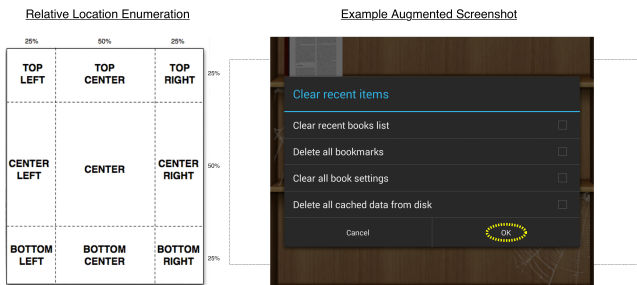 Relative Location Enumeration
25% 50% 25%
TOP LEFT TOP CENTER TOP RIGHT 25%
CENTER LEFT CENTER CENTER RIGHT 50%
BOTTOM LEFT BOTTOM CENTER BOTTOM RIGHT 25%
Example Augmented Screenshot
Clear recent items
Clear recent books list
Delete all bookmarks
Clear all book settings
Delete all cached data from disk
Cancel OK